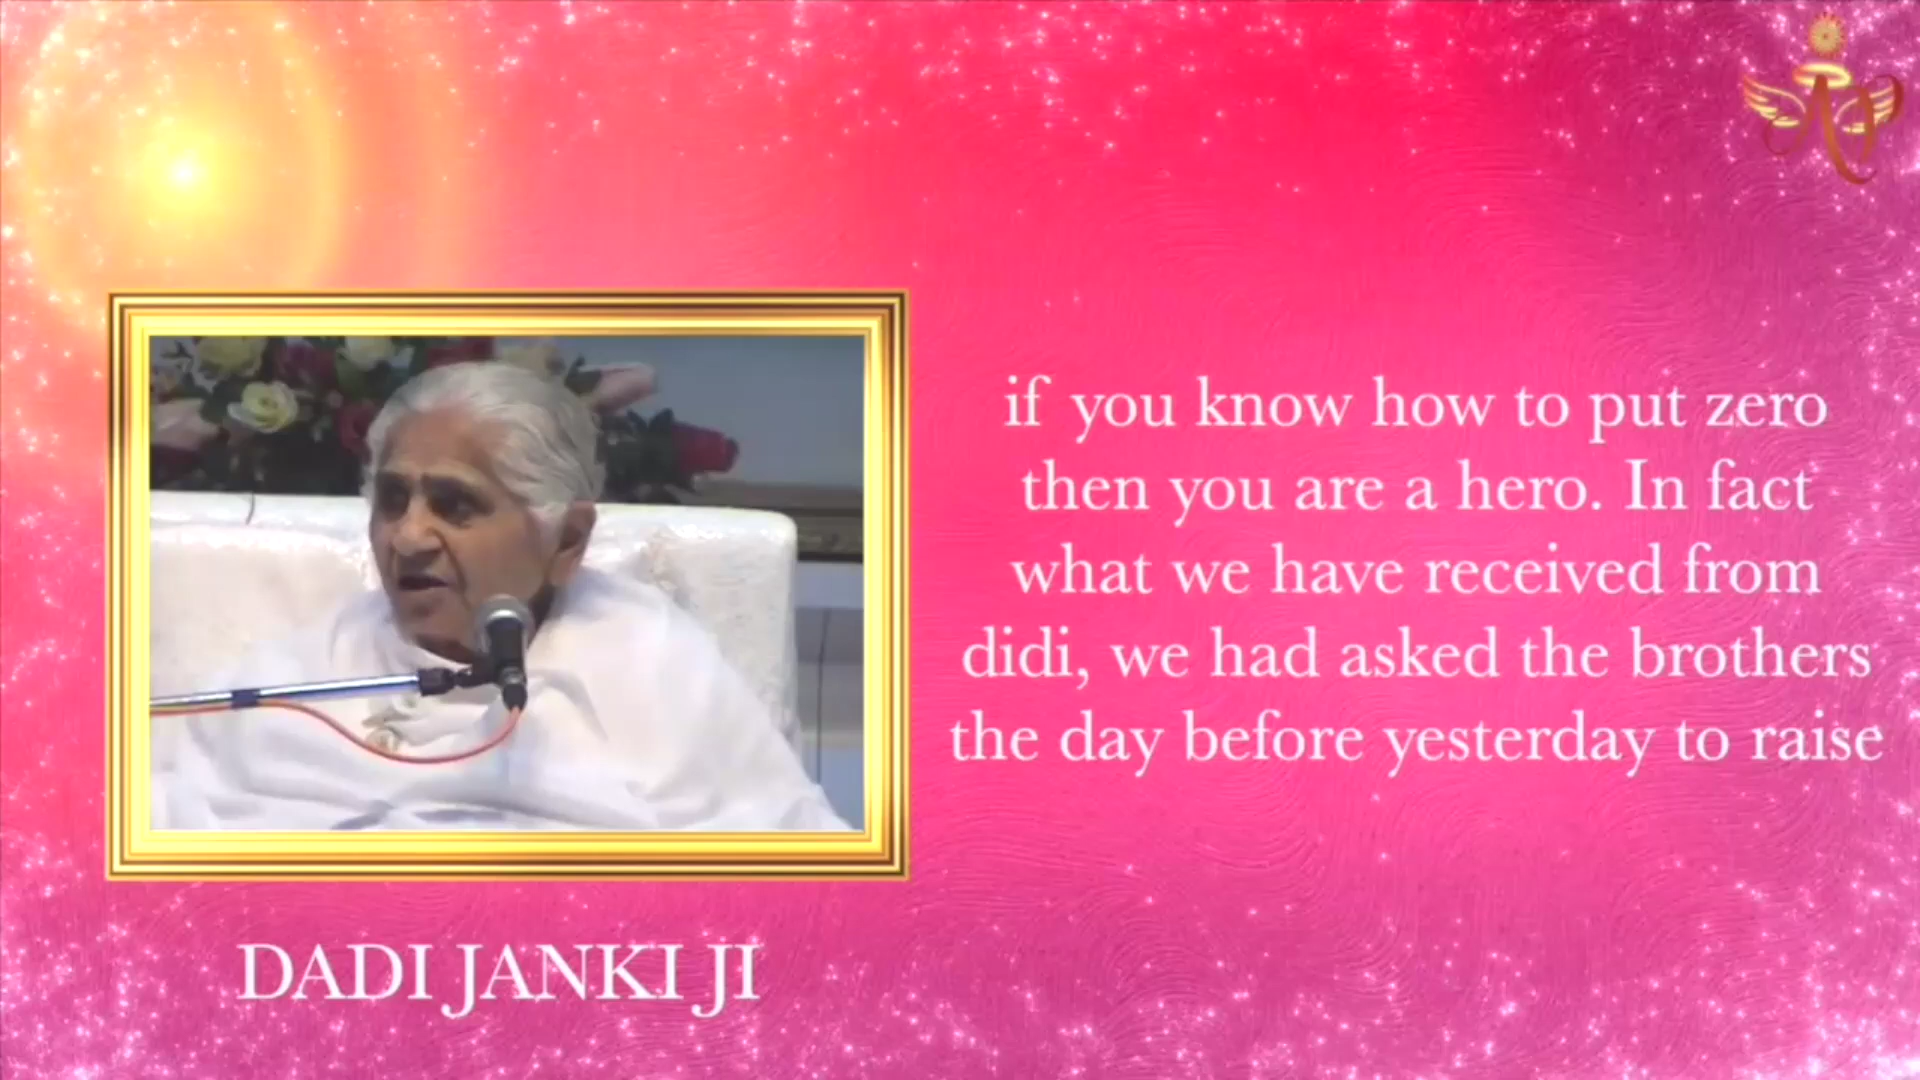 if you know how to put zero
then you are a hero. In fact
what we have received from
didi, we had asked the brothers
the day before yesterday to raise
DADI JANKI JI